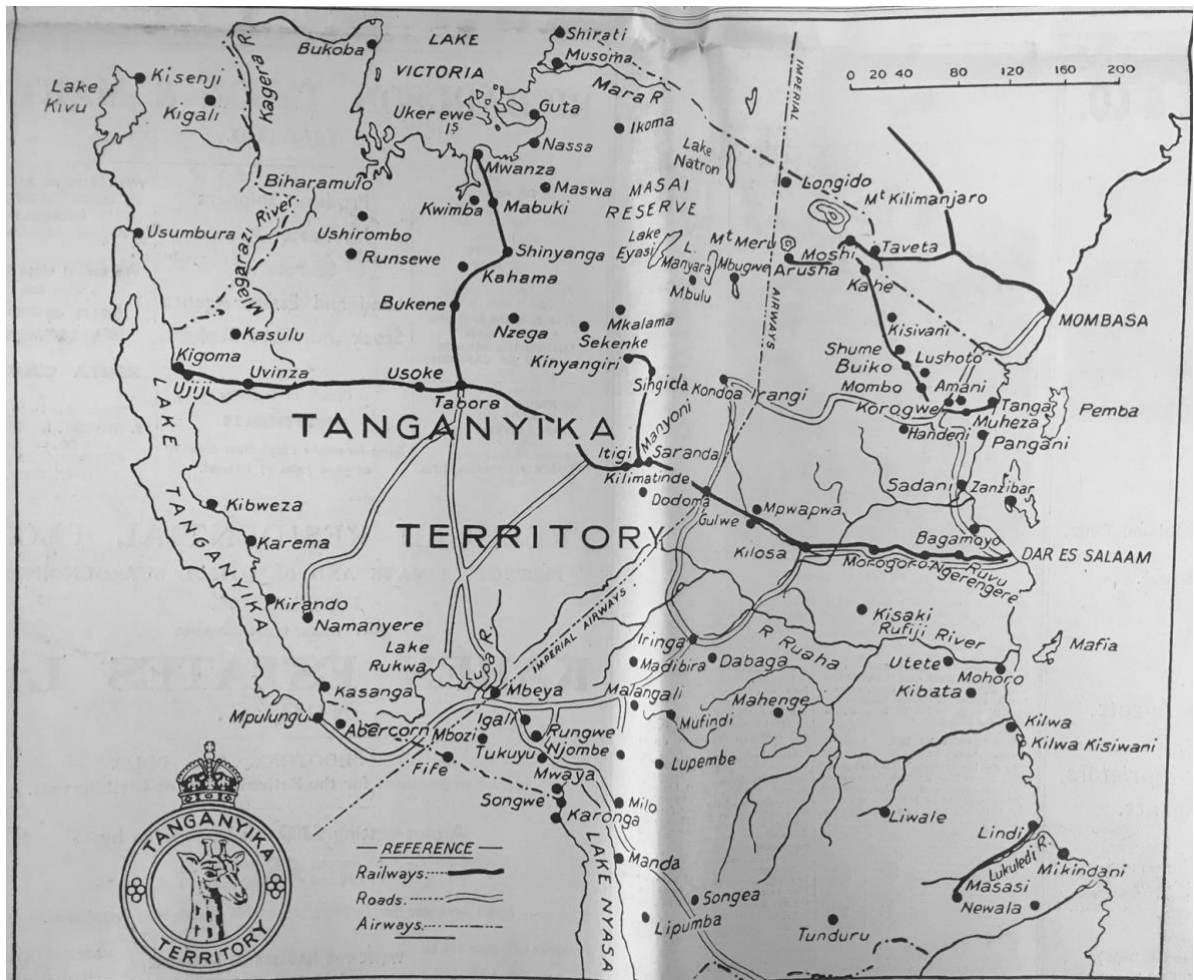 LAKE
VICTORIA
Shirati
Musoma
Bukoba
Kagera R.
Lake
Kivu
Kisenji
Kigali
Mara R
IMPERIAL
AIRWAYS
0 20 40 80 120 160 200
Ukerewe
Is
Guta
Ikoma
Nassa
Mwanza
Lake
Natron
Longido
Mt Kilimanjaro
Biharamulo
Maswa
MASAI
RESERVE
Kwimba
Mabuki
Usumbura
Ushirombo
Runsewe
Mlagarazi River
Shinyanga
Kahama
Lake
Eyasi
L.
Manyara
Mt Meru
Mbugwe
Mbulu
Moshi
Arusha
Taveta
Kahe
MOMBASA
Bukene
Nzega
Mkalama
Sekenke
Kinyangiri
Singida
Kisivani
Kasulu
Kigoma
Ujiji
Uvinza
Usoke
Tabora
Shume
Lushoto
Buiko
Mombo
Amani
Korogwe
Tanga
Muheza
Pemba
Handeni
Pangani
Kondoa Irangi
TANGANYIKA
TERRITORY
Itigi
Manyoni
Saranda
Kilimatinde
Dodoma
Sadani
Zanzibar
LAKE TANGANYIKA
Kibweza
Karema
Mpwapwa
Gulwe
Kilosa
Bagamoyo
DAR ES SALAAM
Morogoro
Ngerengere
Ruvu
Kirando
Namanyere
IMPERIAL AIRWAYS
Kisaki
Rufiji River
Iringa
R Ruaha
Mafia
Lake
Rukwa
Lupa R.
Madibira
Dabaga
Utete
Mohoro
Kibata
Kasanga
Mbeya
Malangali
Mahenge
Mpulungu
Abercorn
Mbozi
Igali
Rungwe
Mufindi
Kilwa
Kilwa Kisiwani
Tukuyu
Njombe
Fife
Mwaya
Lupembe
Songwe
Karonga
Milo
Liwale
Lindi
Lukuledi R.
Mikindani
LAKE NYASA
Manda
Masasi
Newala
Songea
Lipumba
Tunduru
TANGANYIKA
TERRITORY
REFERENCE
Railways
Roads
Airways